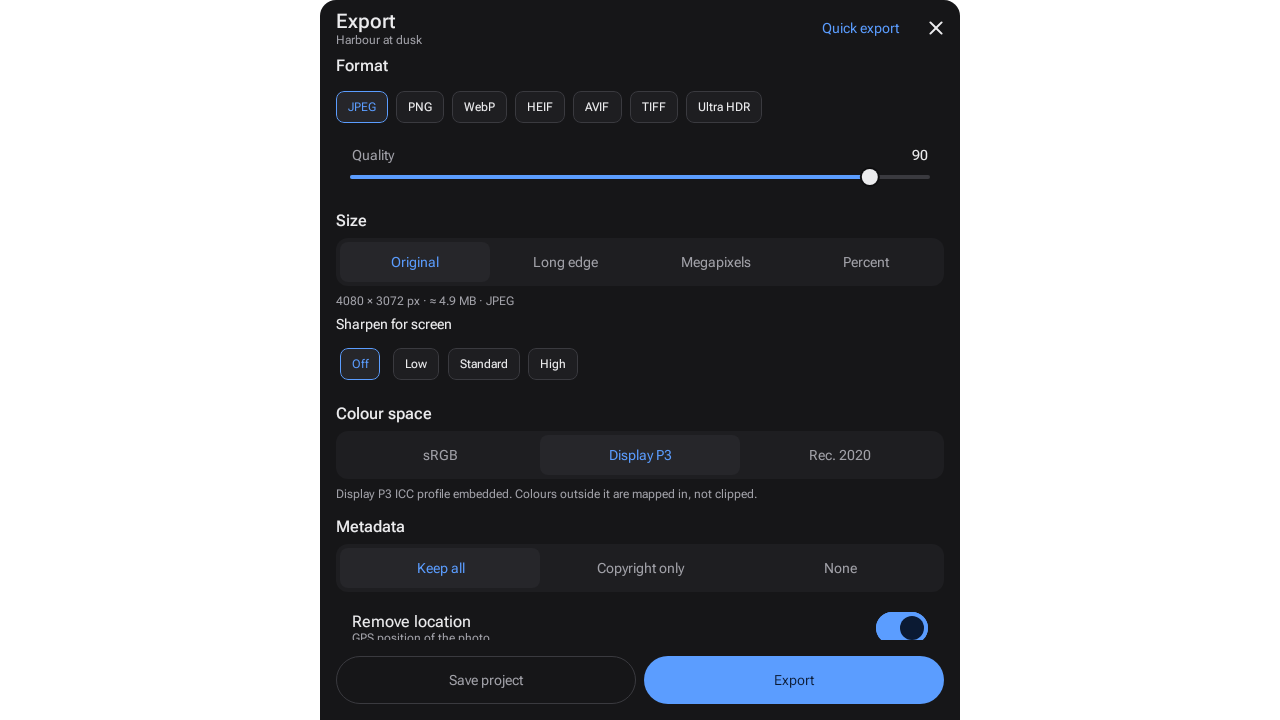 Export
Quick export
Harbour at dusk
Format
JPEG PNG WebP HEIF AVIF TIFF Ultra HDR
Quality 90
Size
Original Long edge Megapixels Percent
4080 × 3072 px · ≈ 4.9 MB · JPEG
Sharpen for screen
Off Low Standard High
Colour space
sRGB Display P3 Rec. 2020
Display P3 ICC profile embedded. Colours outside it are mapped in, not clipped.
Metadata
Keep all Copyright only None
Remove location
GPS position of the photo
Save project Export